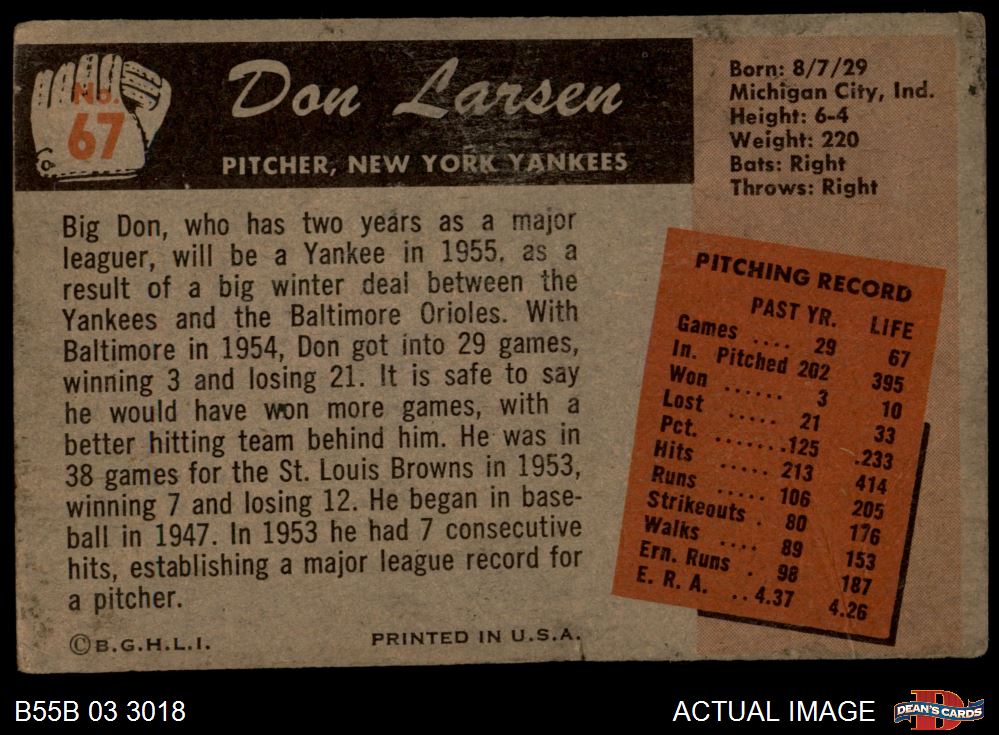 No.
67
Don Larsen
PITCHER, NEW YORK YANKEES
Born: 8/7/29
Michigan City, Ind.
Height: 6-4
Weight: 220
Bats: Right
Throws: Right
Big Don, who has two years as a major
leaguer, will be a Yankee in 1955, as a
result of a big winter deal between the
Yankees and the Baltimore Orioles. With
Baltimore in 1954, Don got into 29 games,
winning 3 and losing 21. It is safe to say
he would have won more games, with a
better hitting team behind him. He was in
38 games for the St. Louis Browns in 1953,
winning 7 and losing 12. He began in base-
ball in 1947. In 1953 he had 7 consecutive
hits, establishing a major league record for
a pitcher.
PITCHING RECORD
PAST YR. LIFE
Games .... 29 67
In. Pitched 202 395
Won ...... 3 10
Lost ..... 21 33
Pct. .......125 .233
Hits ..... 213 414
Runs ..... 106 205
Strikeouts . 80 176
Walks .... 89 153
Ern. Runs . 98 187
E. R. A. ..4.37 4.26
©B.G.H.L.I.
PRINTED IN U.S.A.
B55B 03 3018
ACTUAL IMAGE
D
DEAN'S CARDS